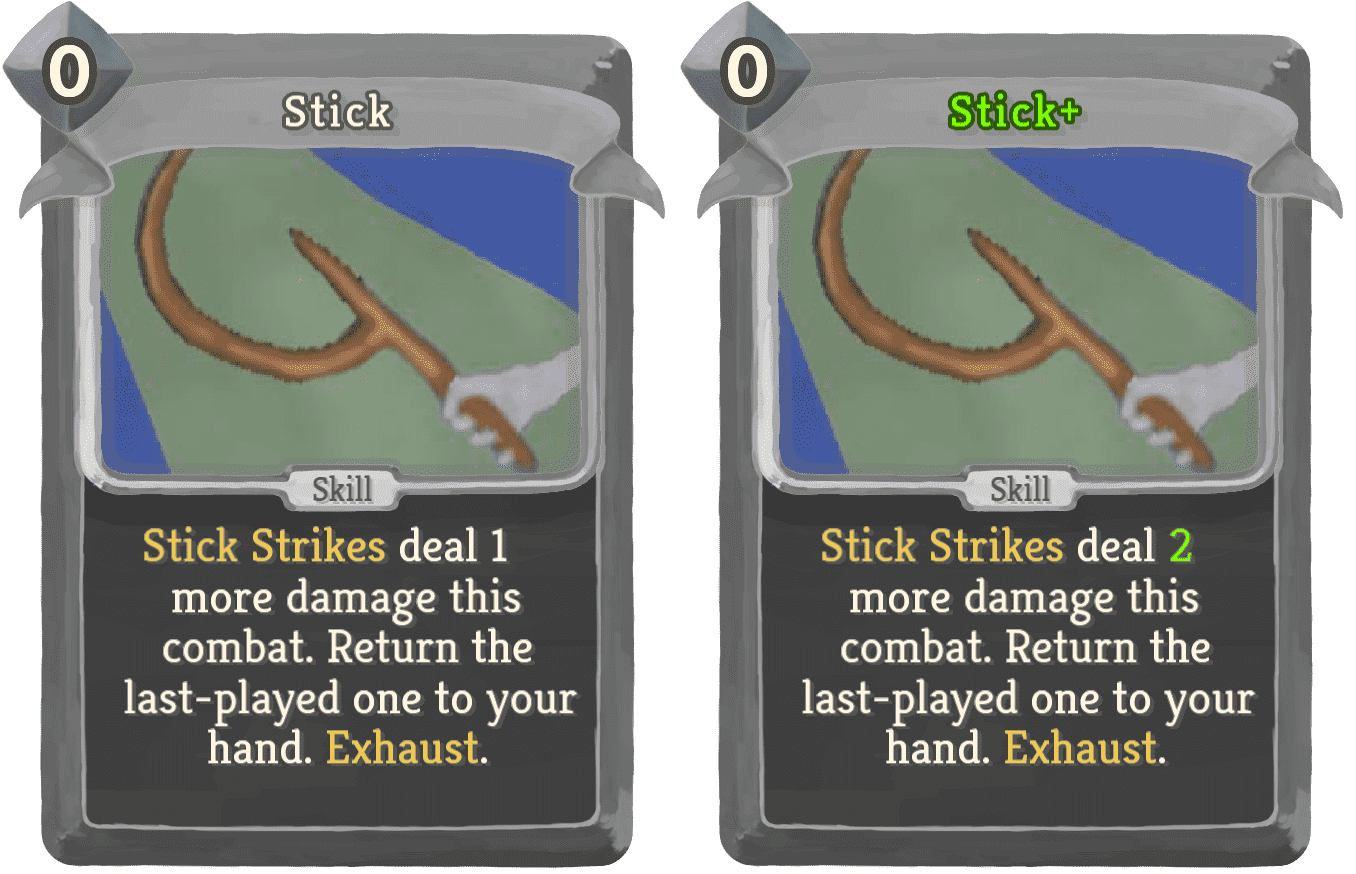 0
Stick
Skill
Stick Strikes deal 1
more damage this
combat. Return the
last-played one to your
hand. Exhaust.
0
Stick+
Skill
Stick Strikes deal 2
more damage this
combat. Return the
last-played one to your
hand. Exhaust.